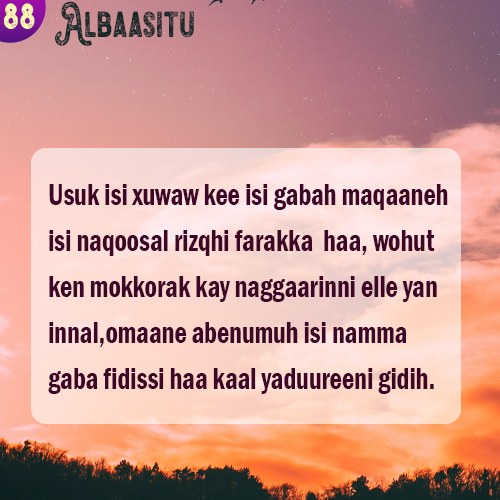 88
ALBAASITU
Usuk isi xuwaw kee isi gabah maqaaneh
isi naqoosal rizqhi farakka haa, wohut
ken mokkorak kay naggaarinni elle yan
innal,omaane abenumuh isi namma
gaba fidissi haa kaal yaduureeni gidih.